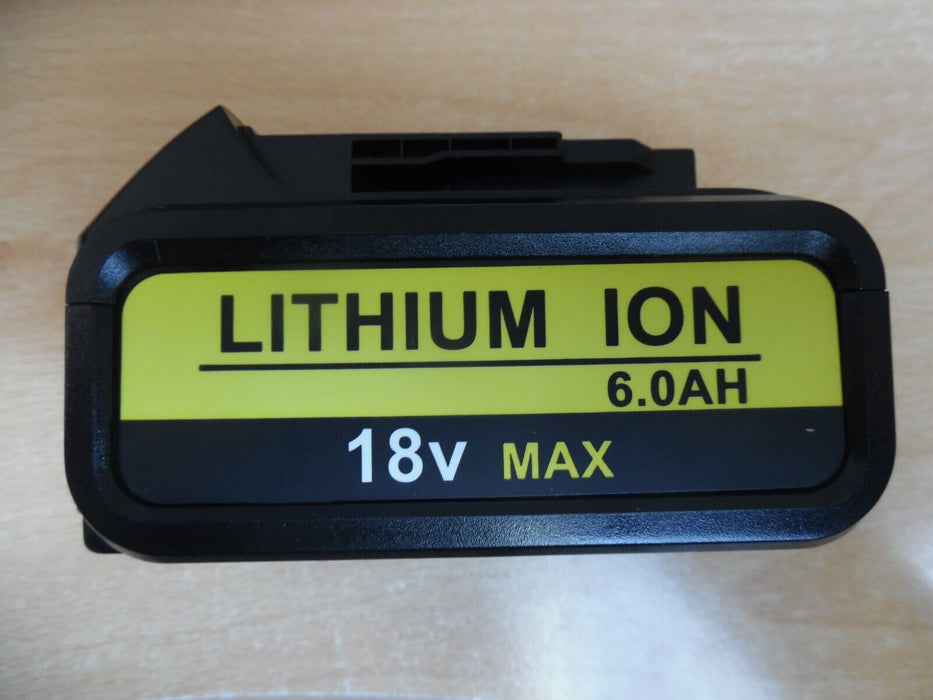 LITHIUM ION
6.0AH
18v MAX